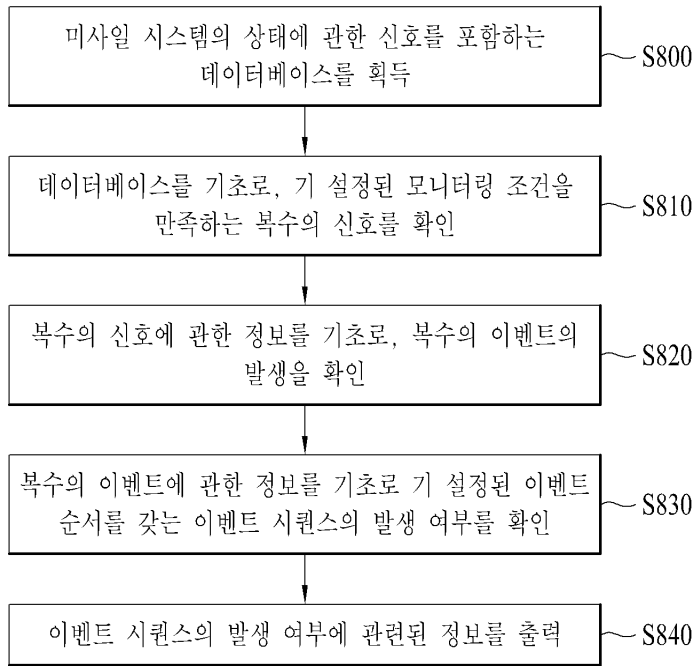 미사일 시스템의 상태에 관한 신호를 포함하는
데이터베이스를 획득
S800
데이터베이스를 기초로, 기 설정된 모니터링 조건을
만족하는 복수의 신호를 확인
S810
복수의 신호에 관한 정보를 기초로, 복수의 이벤트의
발생을 확인
S820
복수의 이벤트에 관한 정보를 기초로 기 설정된 이벤트
순서를 갖는 이벤트 시퀀스의 발생 여부를 확인
S830
이벤트 시퀀스의 발생 여부에 관련된 정보를 출력
S840